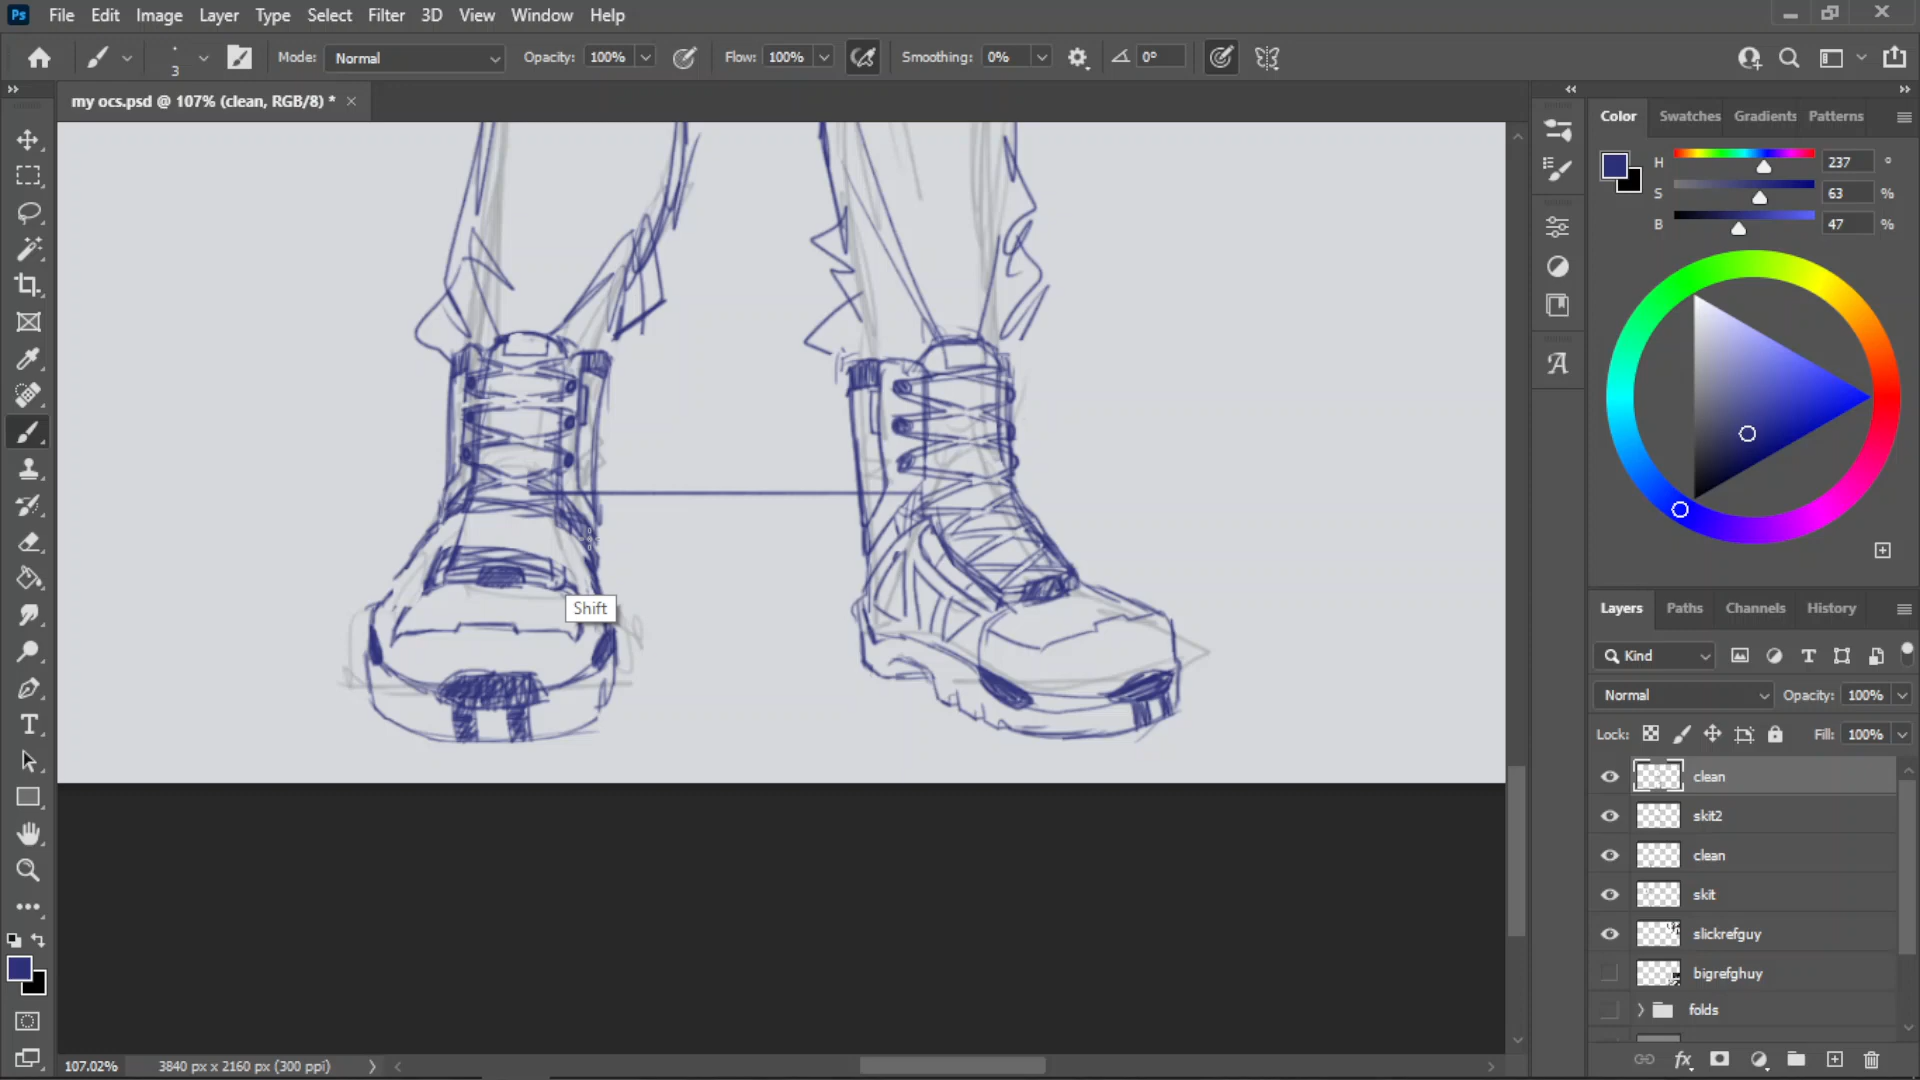 Ps File Edit Image Layer Type Select Filter 3D View Window Help
3 Mode: Normal Opacity: 100% Flow: 100% Smoothing: 0% 0°
my ocs.psd @ 107% (clean, RGB/8) * ×
Color Swatches Gradients Patterns
H 237 °
S 63 %
B 47 %
Shift
Layers Paths Channels History
Kind
Normal Opacity: 100%
Lock: Fill: 100%
clean
skit2
clean
skit
slickrefguy
bigrefghuy
folds
107.02% 3840 px x 2160 px (300 ppi)